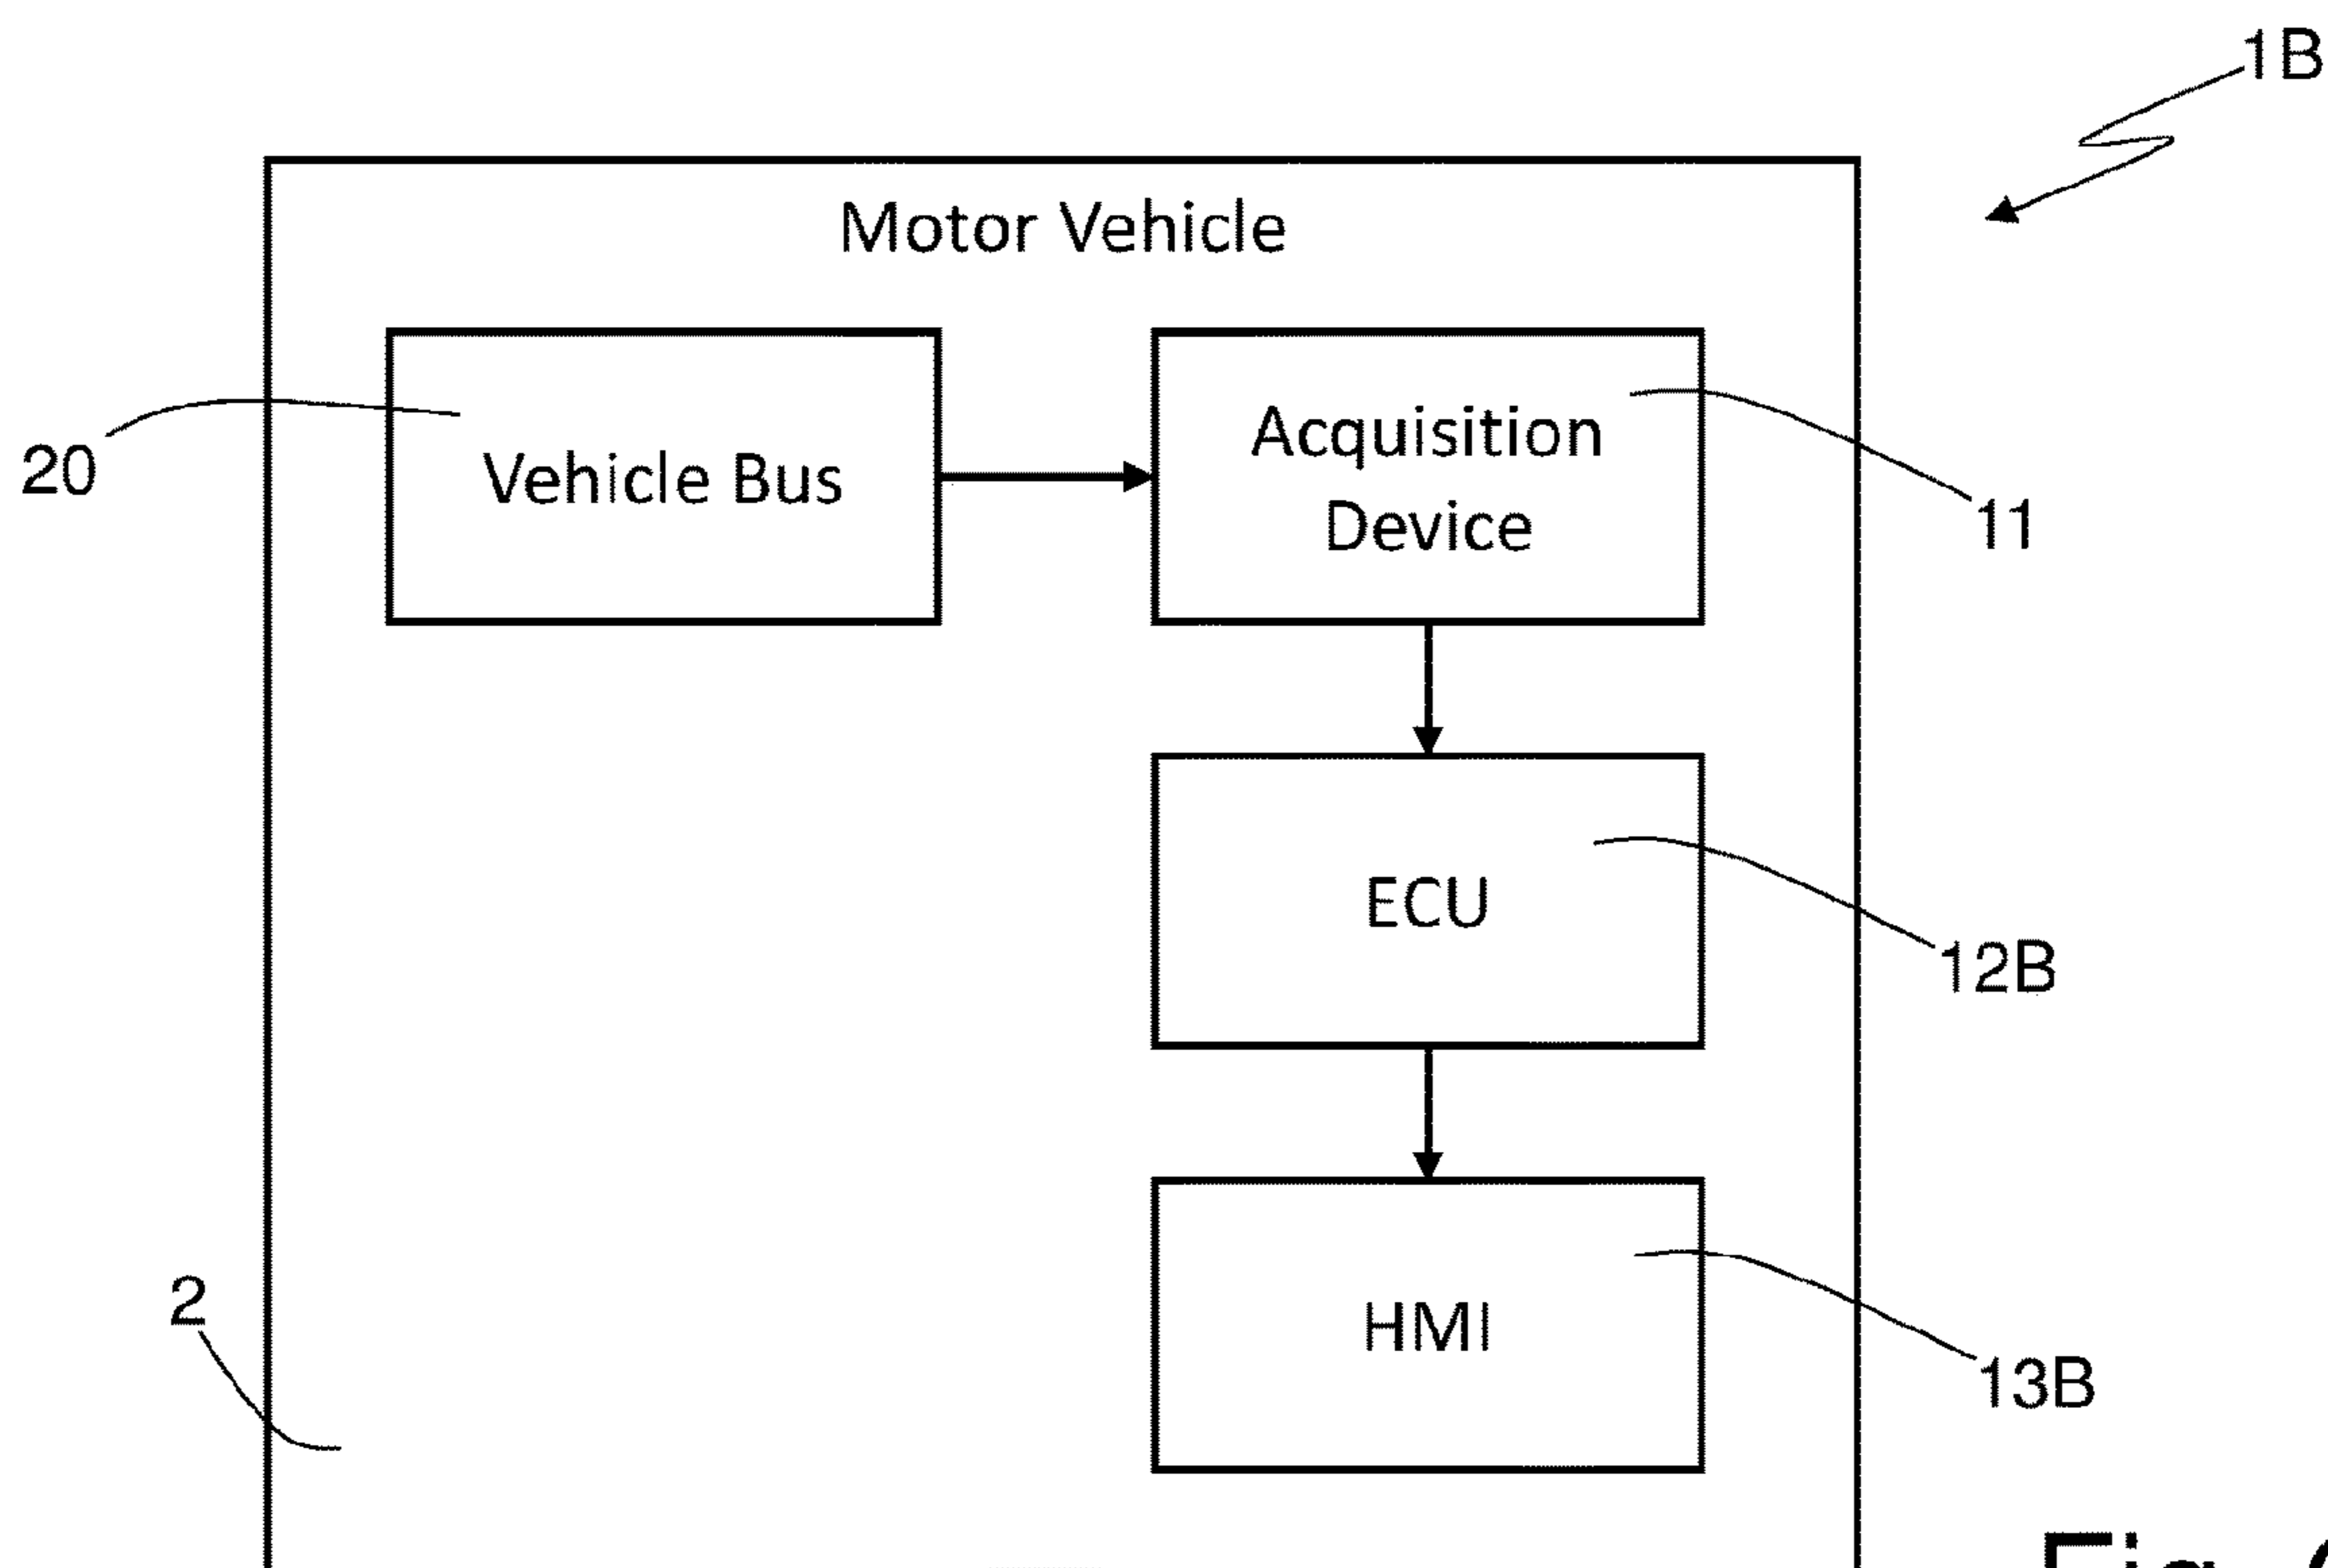 1B
Motor Vehicle
20
Vehicle Bus
Acquisition
Device
11
ECU
12B
2
HMI
13B